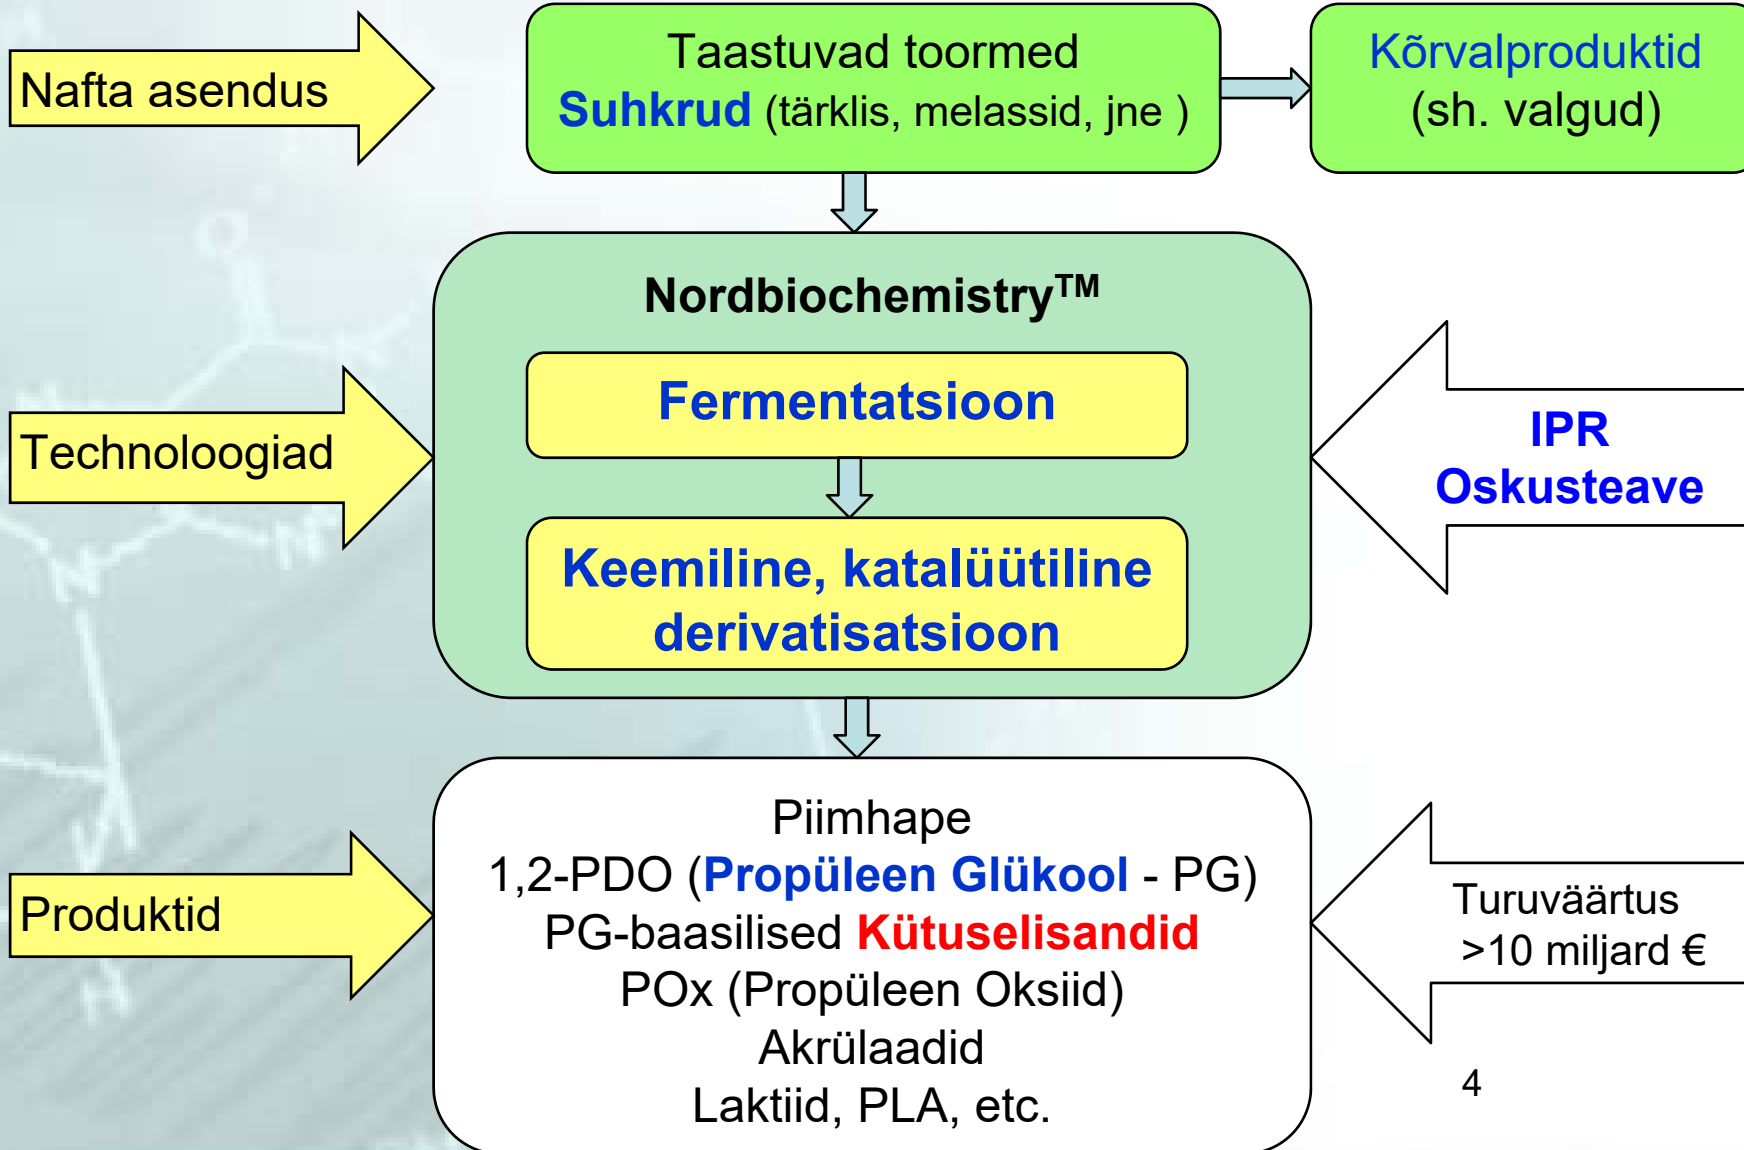 Nafta asendus
Taastuvad toormed
Suhkrud (tärklis, melassid, jne )
Kõrvalproduktid
(sh. valgud)
Nordbiochemistry™
Fermentatsioon
Technoloogiad
IPR
Oskusteave
Keemiline, katalüütiline
derivatisatsioon
Piimhape
1,2-PDO (Propüleen Glükool - PG)
PG-baasilised Kütuselisandid
POx (Propüleen Oksiid)
Akrülaadid
Laktiid, PLA, etc.
Produktid
Turuväärtus
>10 miljard €
4